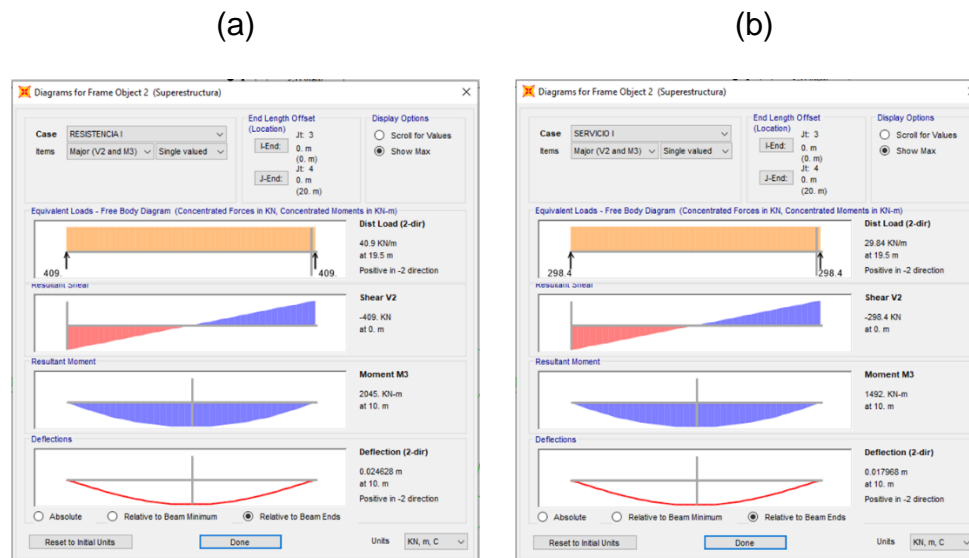 (a)
Diagrams for Frame Object 2 (Superestructura)
Case RESISTENCIA I
Items Major (V2 and M3) Single valued
End Length Offset
(Location)
I-End: Jt: 3
0. m
(0. m)
J-End: Jt: 4
0. m
(20. m)
Display Options
Scroll for Values
Show Max
Equivalent Loads - Free Body Diagram (Concentrated Forces in KN, Concentrated Moments in KN-m)
409. 409.
Dist Load (2-dir)
40.9 KN/m
at 19.5 m
Positive in -2 direction
Resultant Shear
Shear V2
-409. KN
at 0. m
Resultant Moment
Moment M3
2045. KN-m
at 10. m
Deflections
Deflection (2-dir)
0.024628 m
at 10. m
Positive in -2 direction
Absolute Relative to Beam Minimum Relative to Beam Ends
Reset to Initial Units Done Units KN, m, C
(b)
Diagrams for Frame Object 2 (Superestructura)
Case SERVICIO I
Items Major (V2 and M3) Single valued
End Length Offset
(Location)
I-End: Jt: 3
0. m
(0. m)
J-End: Jt: 4
0. m
(20. m)
Display Options
Scroll for Values
Show Max
Equivalent Loads - Free Body Diagram (Concentrated Forces in KN, Concentrated Moments in KN-m)
298.4 298.4
Dist Load (2-dir)
29.84 KN/m
at 19.5 m
Positive in -2 direction
Resultant Shear
Shear V2
-298.4 KN
at 0. m
Resultant Moment
Moment M3
1492. KN-m
at 10. m
Deflections
Deflection (2-dir)
0.017968 m
at 10. m
Positive in -2 direction
Absolute Relative to Beam Minimum Relative to Beam Ends
Reset to Initial Units Done Units KN, m, C